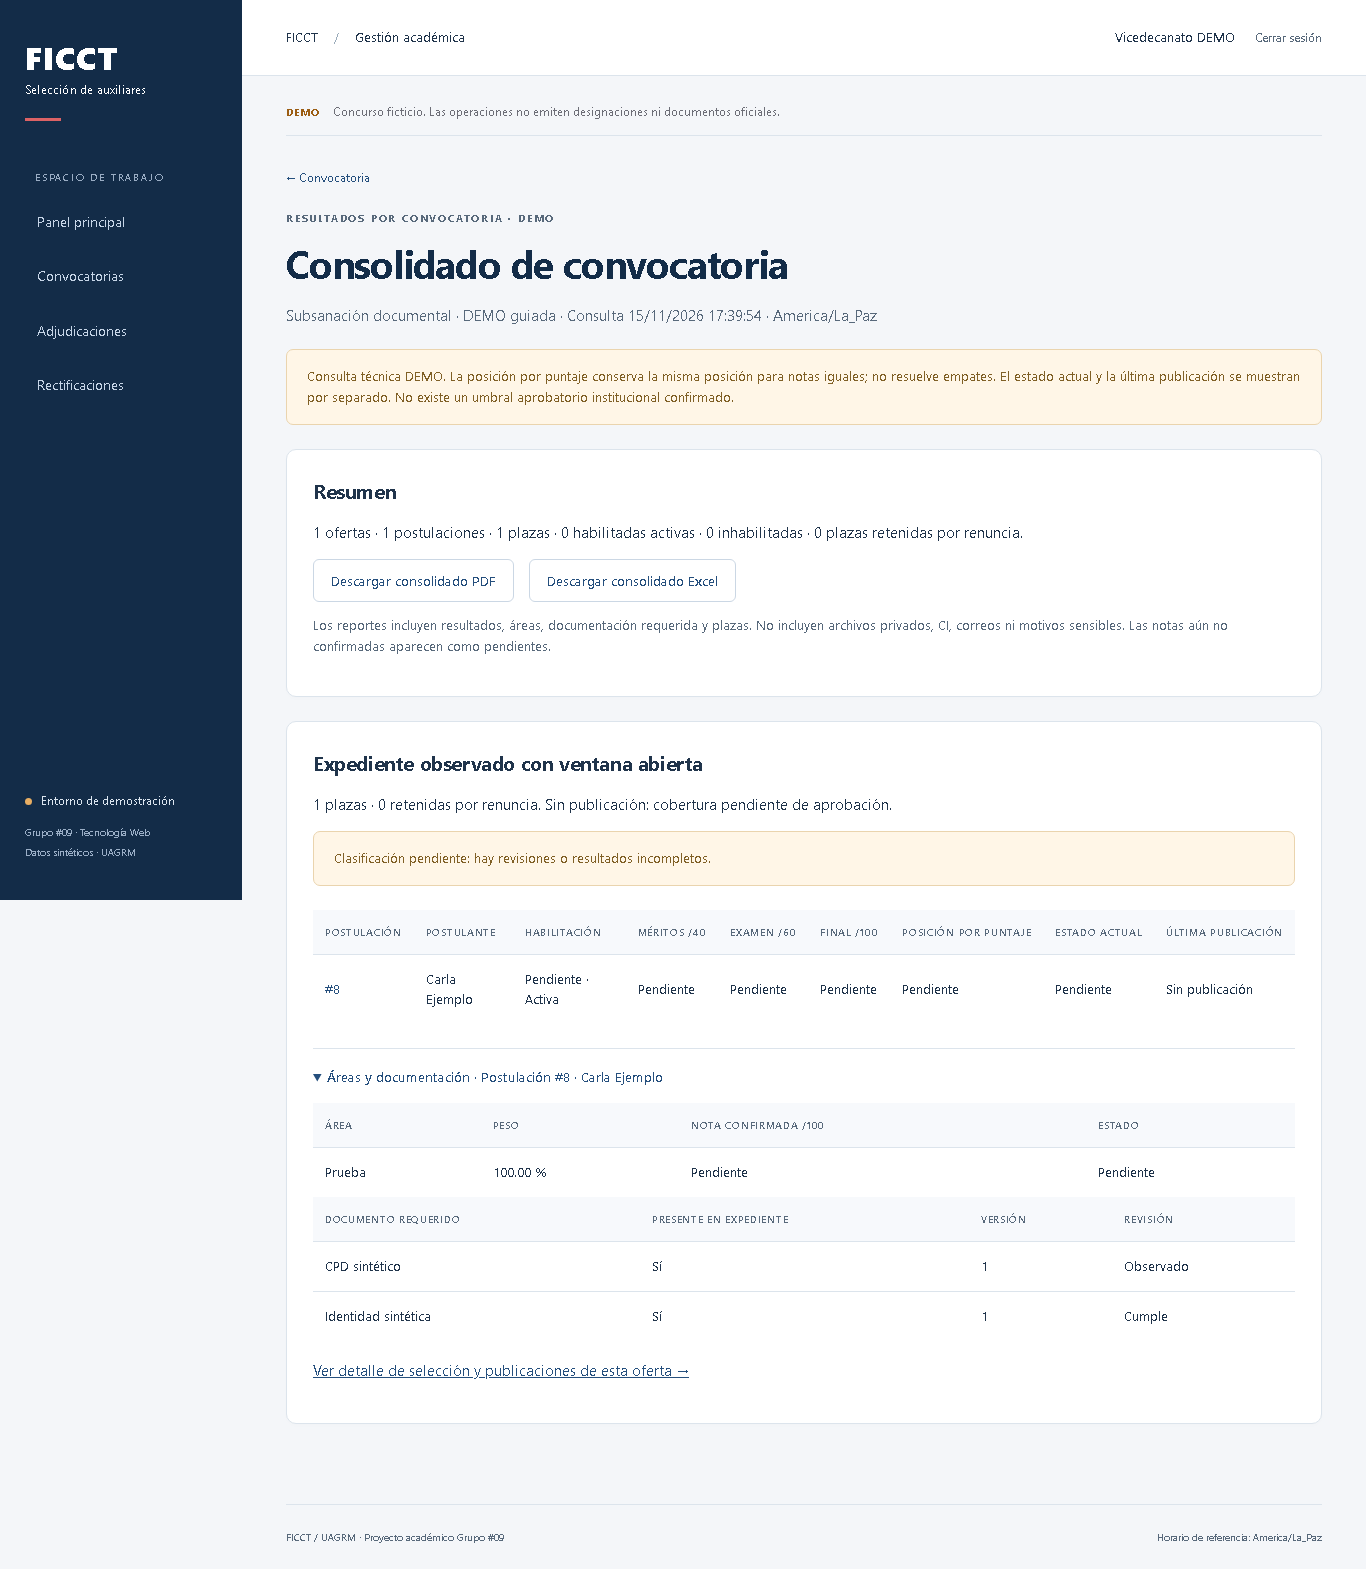 FICCT
Selección de auxiliares
ESPACIO DE TRABAJO
Panel principal
Convocatorias
Adjudicaciones
Rectificaciones
Entorno de demostración
Grupo #09 · Tecnología Web
Datos sintéticos · UAGRM
FICCT / Gestión académica
Vicedecanato DEMO Cerrar sesión
DEMO Concurso ficticio. Las operaciones no emiten designaciones ni documentos oficiales.
← Convocatoria
RESULTADOS POR CONVOCATORIA · DEMO
Consolidado de convocatoria
Subsanación documental · DEMO guiada · Consulta 15/11/2026 17:39:54 · America/La_Paz
Consulta técnica DEMO. La posición por puntaje conserva la misma posición para notas iguales; no resuelve empates. El estado actual y la última publicación se muestran
por separado. No existe un umbral aprobatorio institucional confirmado.
Resumen
1 ofertas · 1 postulaciones · 1 plazas · 0 habilitadas activas · 0 inhabilitadas · 0 plazas retenidas por renuncia.
Descargar consolidado PDF Descargar consolidado Excel
Los reportes incluyen resultados, áreas, documentación requerida y plazas. No incluyen archivos privados, CI, correos ni motivos sensibles. Las notas aún no
confirmadas aparecen como pendientes.
Expediente observado con ventana abierta
1 plazas · 0 retenidas por renuncia. Sin publicación: cobertura pendiente de aprobación.
Clasificación pendiente: hay revisiones o resultados incompletos.
POSTULACIÓN POSTULANTE HABILITACIÓN MÉRITOS /40 EXAMEN /60 FINAL /100 POSICIÓN POR PUNTAJE ESTADO ACTUAL ÚLTIMA PUBLICACIÓN
#8 Carla Ejemplo Pendiente · Activa Pendiente Pendiente Pendiente Pendiente Pendiente Sin publicación
▼ Áreas y documentación · Postulación #8 · Carla Ejemplo
ÁREA PESO NOTA CONFIRMADA /100 ESTADO
Prueba 100.00 % Pendiente Pendiente
DOCUMENTO REQUERIDO PRESENTE EN EXPEDIENTE VERSIÓN REVISIÓN
CPD sintético Sí 1 Observado
Identidad sintética Sí 1 Cumple
Ver detalle de selección y publicaciones de esta oferta →
FICCT / UAGRM · Proyecto académico Grupo #09
Horario de referencia: America/La_Paz